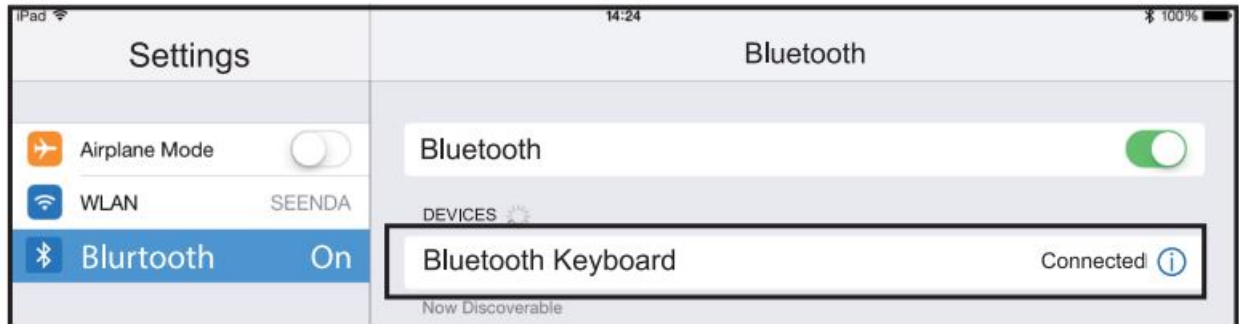 iPad 14:24 100%
Settings
Bluetooth
Airplane Mode
WLAN SEENDA
Blurtooth On
Bluetooth
DEVICES
Bluetooth Keyboard Connected
Now Discoverable